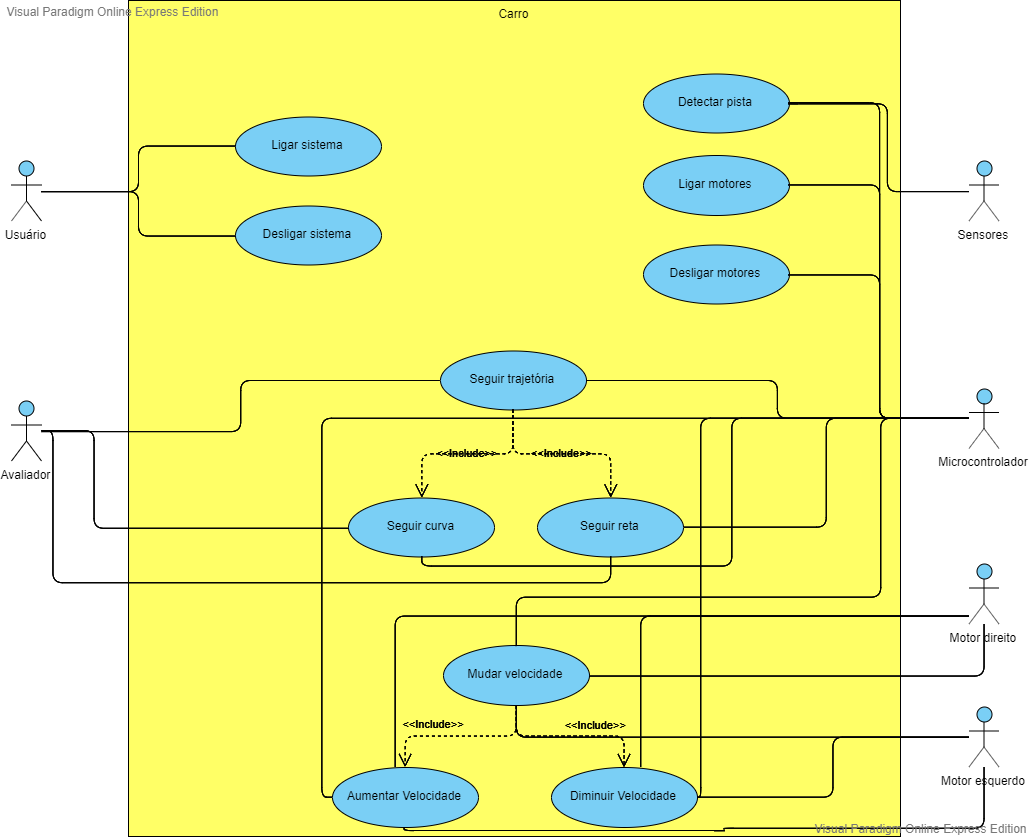 Visual Paradigm Online Express Edition
Carro
Detectar pista
Ligar sistema
Ligar motores
Usuário
Desligar sistema
Sensores
Desligar motores
Seguir trajetória
<<Include>>
<<Include>>
Avaliador
Microcontrolador
Seguir curva
Seguir reta
Motor direito
Mudar velocidade
<<Include>>
<<Include>>
Motor esquerdo
Aumentar Velocidade
Diminuir Velocidade
Visual Paradigm Online Express Edition